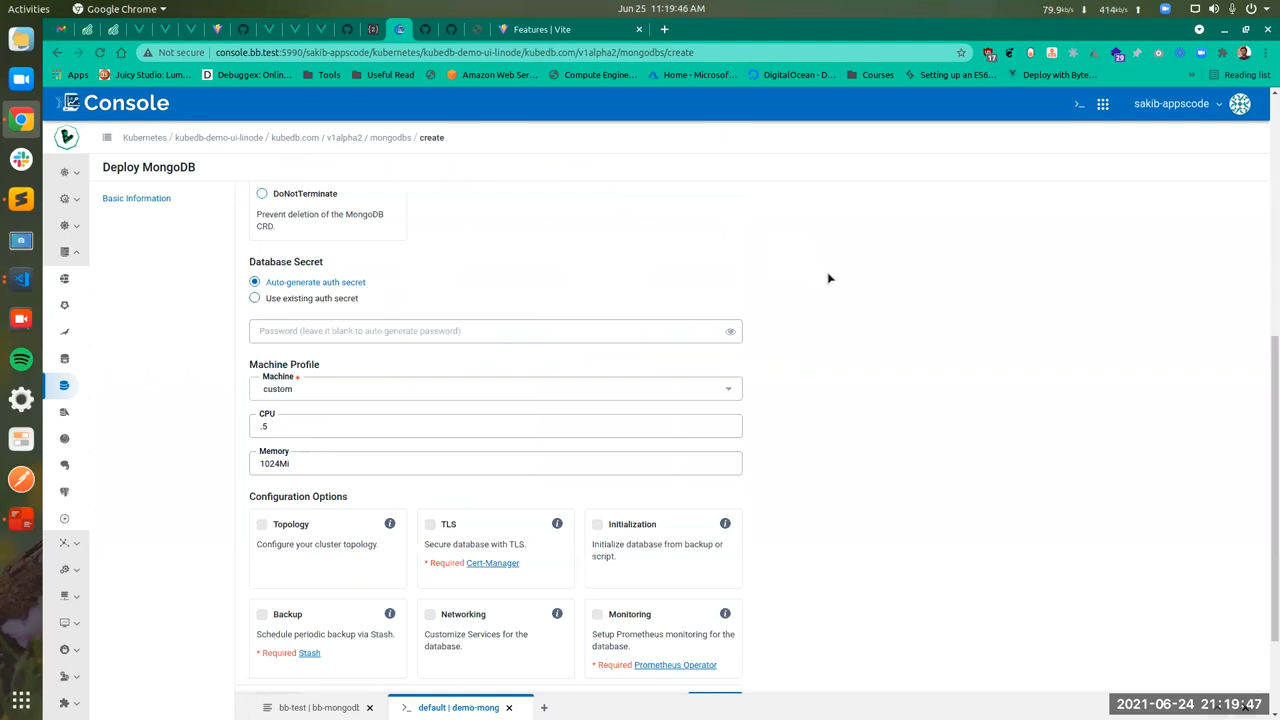 Google Chrome
Jun 25 11:19:46 AM
79.9k/s
Features | Vite
Not secure
console.bb.test:5990/sakib-appscode/kubernetes/kubedb-demo-ui-linode/kubedb.com/v1alpha2/mongodbs/create
17
29
Apps
Juicy Studio: Lum...
Debuggex: Onlin...
Tools
Useful Read
Amazon Web Ser...
Compute Engine...
Home - Microsof...
DigitalOcean - D...
Courses
Setting up an ES6...
Deploy with Byte...
»
Reading list
Console
sakib-appscode
Kubernetes / kubedb-demo-ui-linode / kubedb.com / v1alpha2 / mongodbs / create
Deploy MongoDB
Basic Information
DoNotTerminate
Prevent deletion of the MongoDB
CRD.
Database Secret
Auto-generate auth secret
Use existing auth secret
Password (leave it blank to auto generate password)
Machine Profile
Machine *
custom
CPU
.5
Memory
1024Mi
Configuration Options
Topology
Configure your cluster topology.
TLS
Secure database with TLS.
* Required Cert-Manager
Initialization
Initialize database from backup or
script.
Backup
Schedule periodic backup via Stash.
* Required Stash
Networking
Customize Services for the
database.
Monitoring
Setup Prometheus monitoring for the
database.
* Required Prometheus Operator
bb-test | bb-mongodb
default | demo-mong
2021-06-24 21:19:47